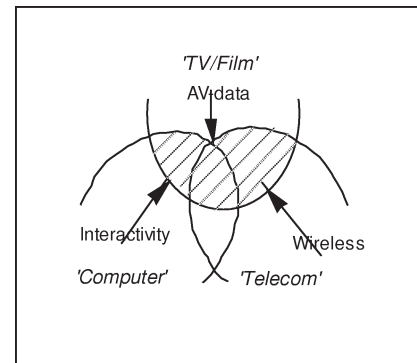 'TV/Film'
AV-data
Interactivity
Wireless
'Computer'
'Telecom'